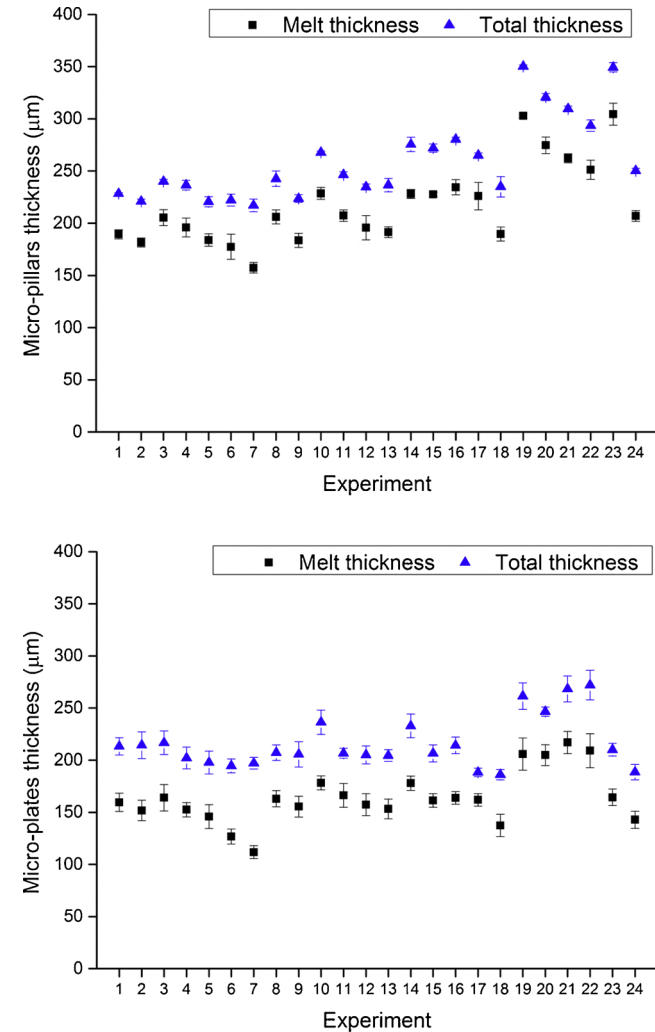 Melt thickness Total thickness
400
350
300
250
200
150
100
50
0
Micro-pillars thickness (μm)
1 2 3 4 5 6 7 8 9 10 11 12 13 14 15 16 17 18 19 20 21 22 23 24
Experiment
Melt thickness Total thickness
400
350
300
250
200
150
100
50
0
Micro-plates thickness (μm)
1 2 3 4 5 6 7 8 9 10 11 12 13 14 15 16 17 18 19 20 21 22 23 24
Experiment